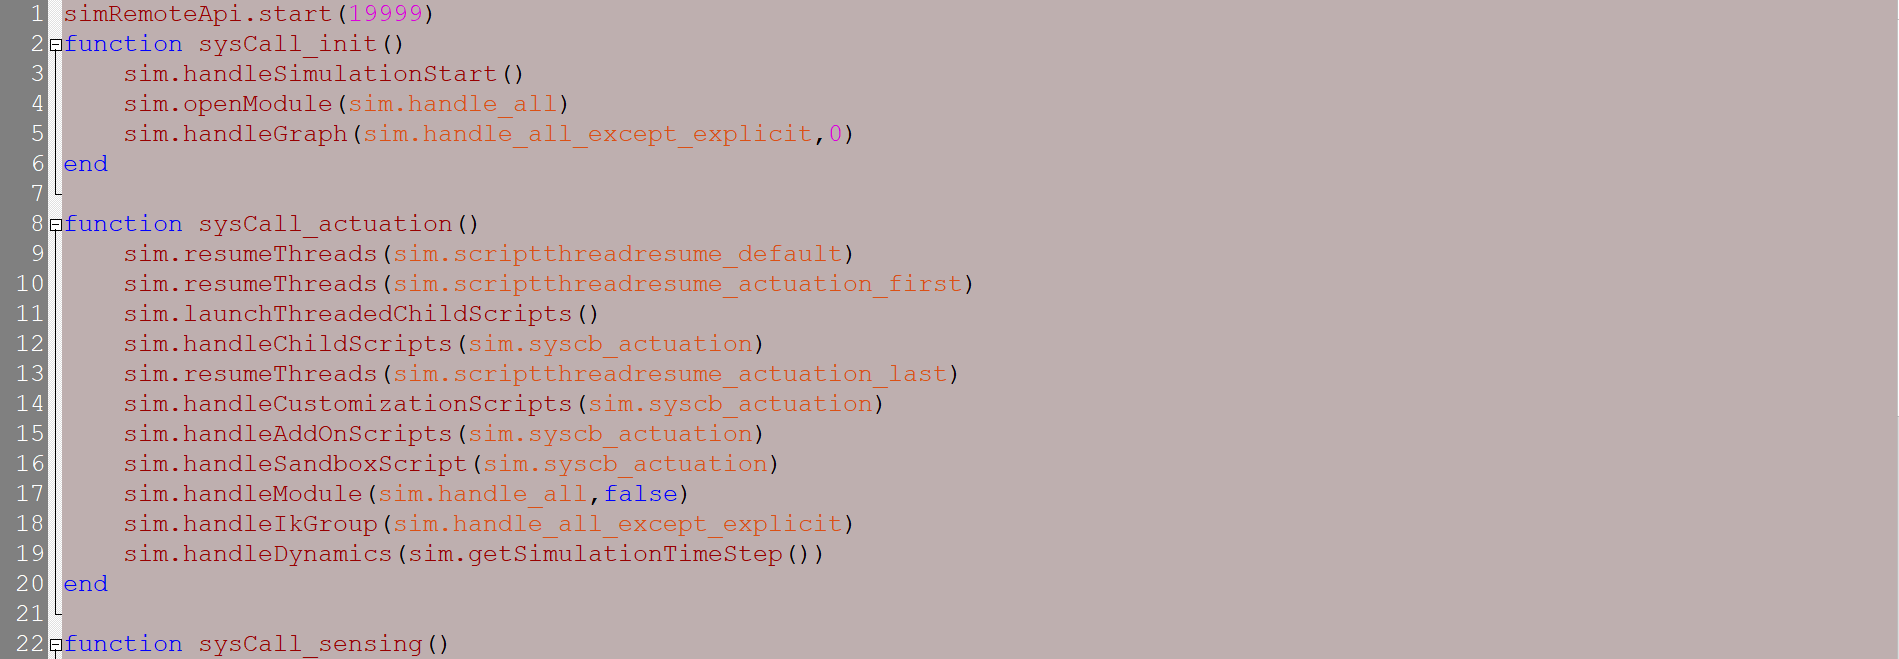 1 simRemoteApi.start(19999)
2 function sysCall_init()
3 sim.handleSimulationStart()
4 sim.openModule(sim.handle_all)
5 sim.handleGraph(sim.handle_all_except_explicit,0)
6 end
7
8 function sysCall_actuation()
9 sim.resumeThreads(sim.scriptthreadresume_default)
10 sim.resumeThreads(sim.scriptthreadresume_actuation_first)
11 sim.launchThreadedChildScripts()
12 sim.handleChildScripts(sim.syscb_actuation)
13 sim.resumeThreads(sim.scriptthreadresume_actuation_last)
14 sim.handleCustomizationScripts(sim.syscb_actuation)
15 sim.handleAddOnScripts(sim.syscb_actuation)
16 sim.handleSandboxScript(sim.syscb_actuation)
17 sim.handleModule(sim.handle_all,false)
18 sim.handleIkGroup(sim.handle_all_except_explicit)
19 sim.handleDynamics(sim.getSimulationTimeStep())
20 end
21
22 function sysCall_sensing()